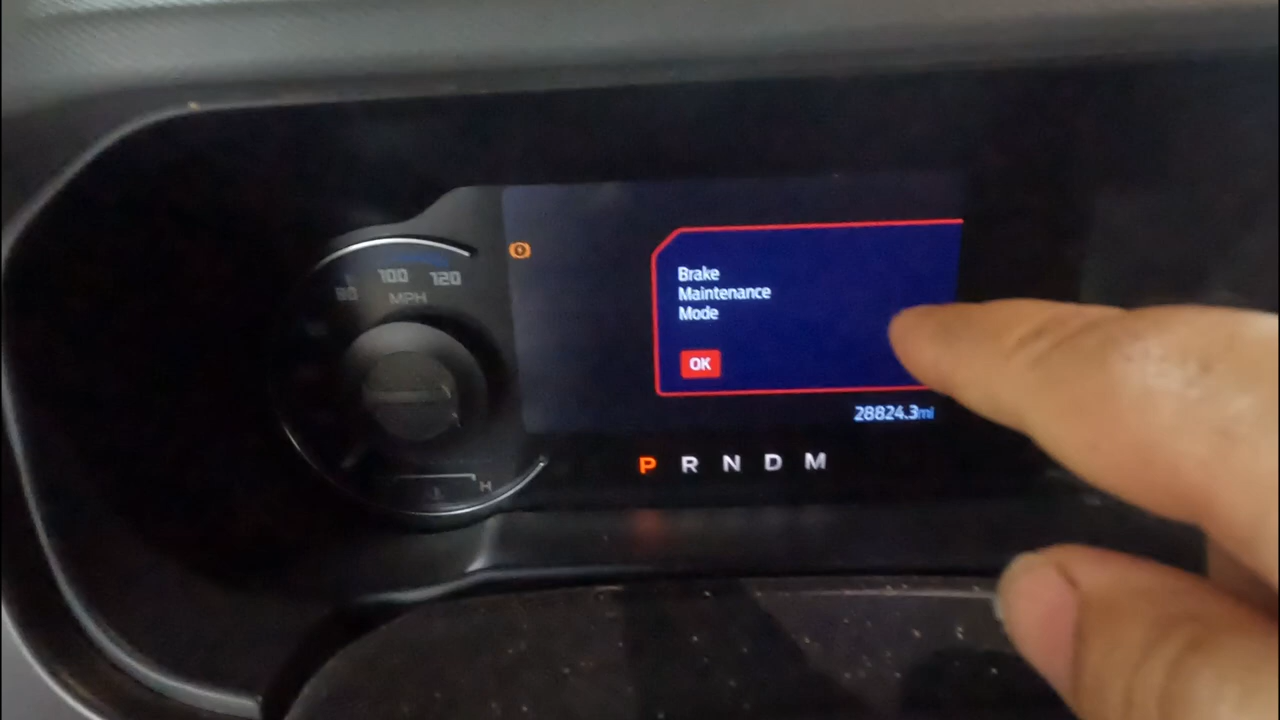 80 100 120
MPH
Brake
Maintenance
Mode
OK
28824.3mi
P R N D M
H